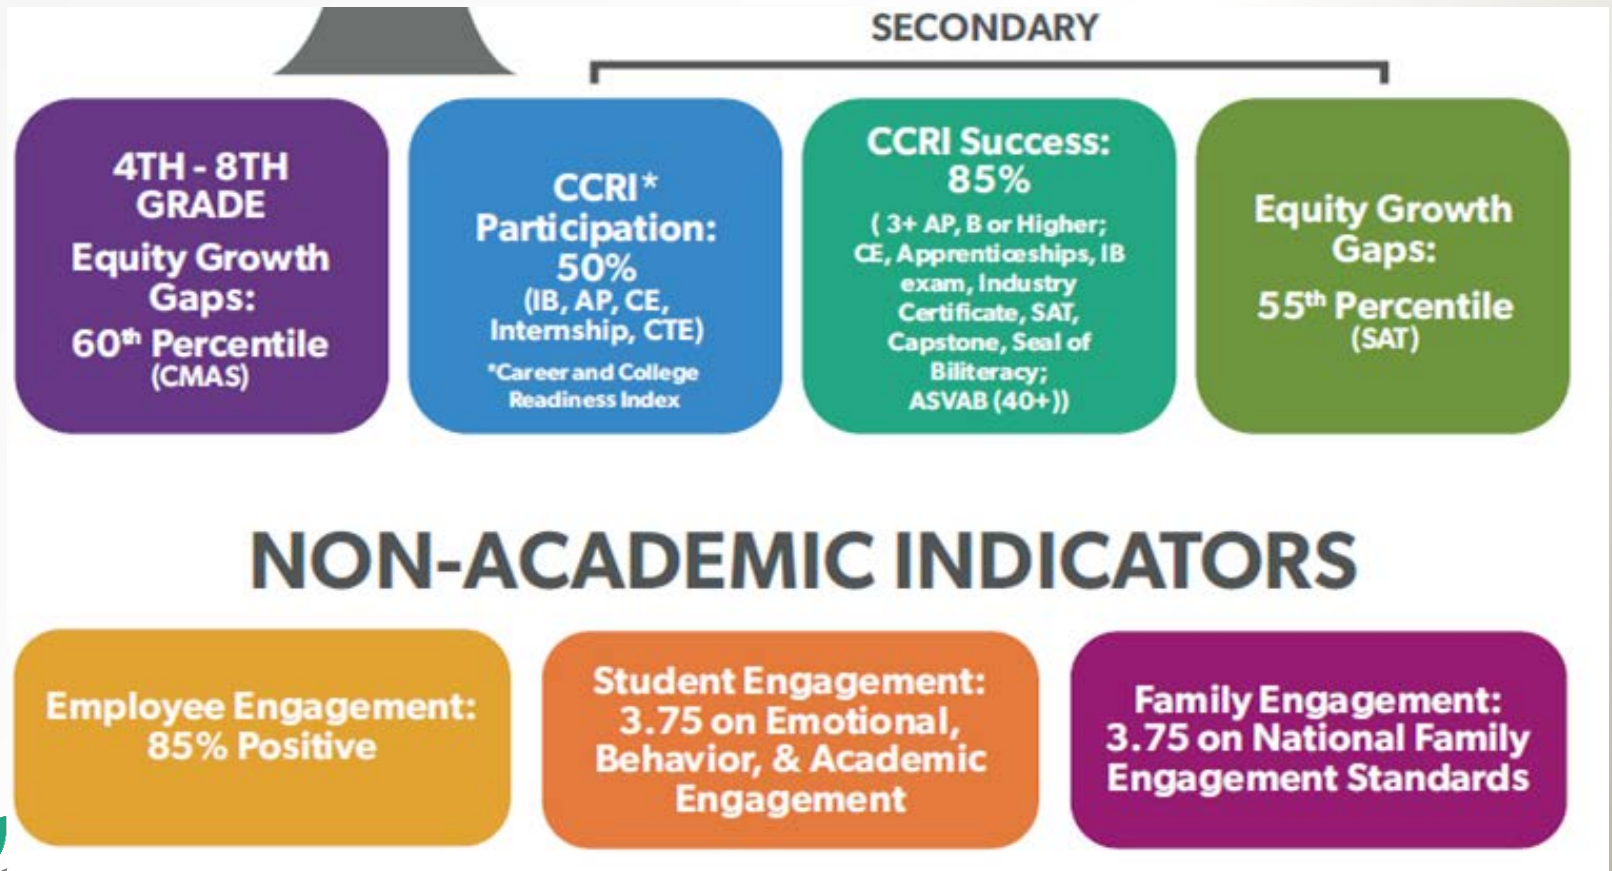 SECONDARY
4TH - 8TH
GRADE
Equity Growth
Gaps:
60th Percentile
(CMAS)
CCRI*
Participation:
50%
(IB, AP, CE,
Internship, CTE)
*Career and College
Readiness Index
CCRI Success:
85%
( 3+ AP, B or Higher;
CE, Apprenticeships, IB
exam, Industry
Certificate, SAT,
Capstone, Seal of
Biliteracy;
ASVAB (40+))
Equity Growth
Gaps:
55th Percentile
(SAT)
NON-ACADEMIC INDICATORS
Employee Engagement:
85% Positive
Student Engagement:
3.75 on Emotional,
Behavior, & Academic
Engagement
Family Engagement:
3.75 on National Family
Engagement Standards